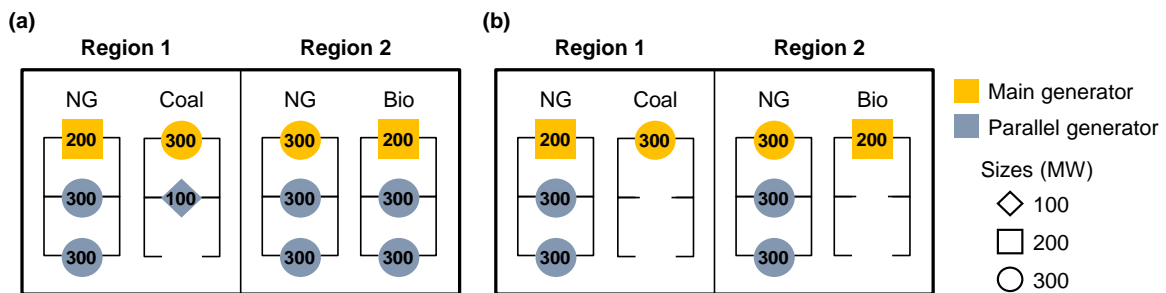 (a)
(b)
Region 1 Region 2
Region 1 Region 2
NG Coal NG Bio
NG Coal NG Bio
200 300 300 200
300 100 300 300
300 300 300
200 300 300 200
300 300
300 300
Main generator
Parallel generator
Sizes (MW)
100
200
300